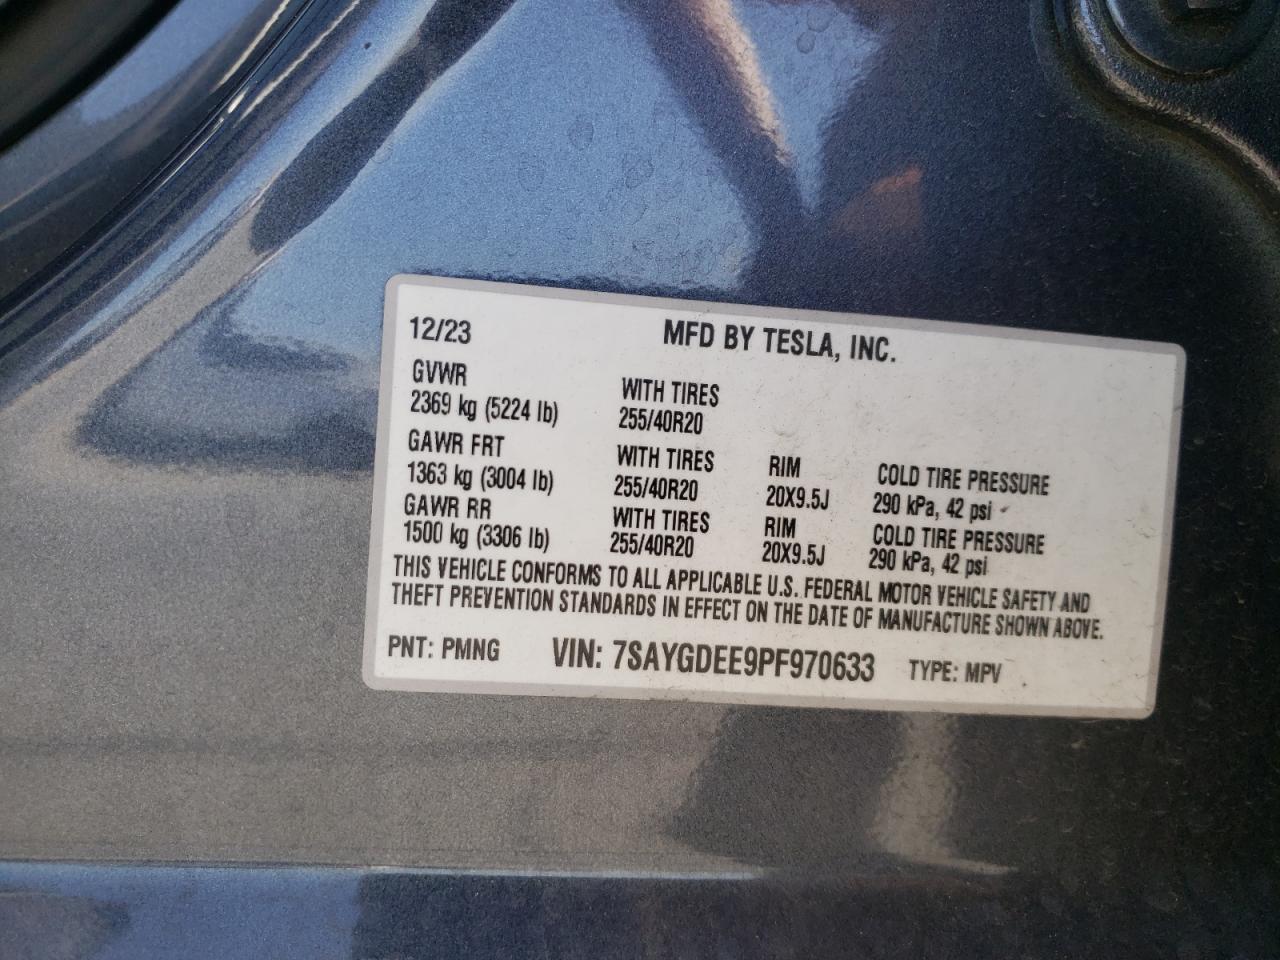 12/23 MFD BY TESLA, INC.
GVWR WITH TIRES
2369 kg (5224 lb) 255/40R20
GAWR FRT WITH TIRES RIM COLD TIRE PRESSURE
1363 kg (3004 lb) 255/40R20 20X9.5J 290 kPa, 42 psi
GAWR RR WITH TIRES RIM COLD TIRE PRESSURE
1500 kg (3306 lb) 255/40R20 20X9.5J 290 kPa, 42 psi
THIS VEHICLE CONFORMS TO ALL APPLICABLE U.S. FEDERAL MOTOR VEHICLE SAFETY AND
THEFT PREVENTION STANDARDS IN EFFECT ON THE DATE OF MANUFACTURE SHOWN ABOVE.
PNT: PMNG VIN: 7SAYGDEE9PF970633 TYPE: MPV